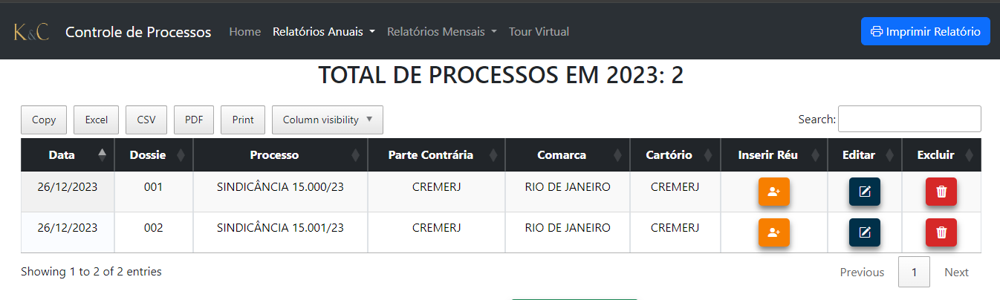 K&C Controle de Processos Home Relatórios Anuais Relatórios Mensais Tour Virtual Imprimir Relatório
TOTAL DE PROCESSOS EM 2023: 2
Copy Excel CSV PDF Print Column visibility Search:
Data Dossie Processo Parte Contrária Comarca Cartório Inserir Réu Editar Excluir
26/12/2023 001 SINDICÂNCIA 15.000/23 CREMERJ RIO DE JANEIRO CREMERJ
26/12/2023 002 SINDICÂNCIA 15.001/23 CREMERJ RIO DE JANEIRO CREMERJ
Showing 1 to 2 of 2 entries Previous 1 Next